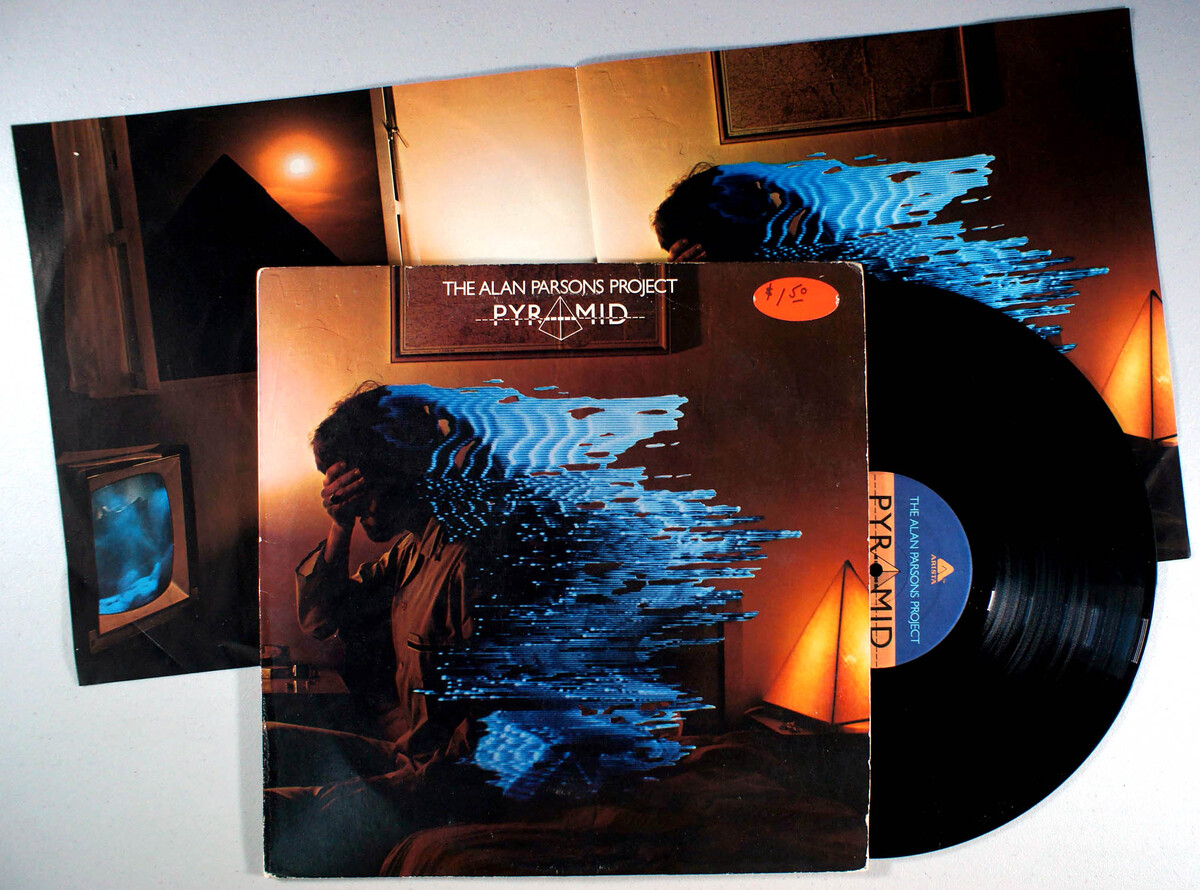 THE ALAN PARSONS PROJECT
PYRAMID
$1.50
PYRAMID
THE ALAN PARSONS PROJECT
ARISTA